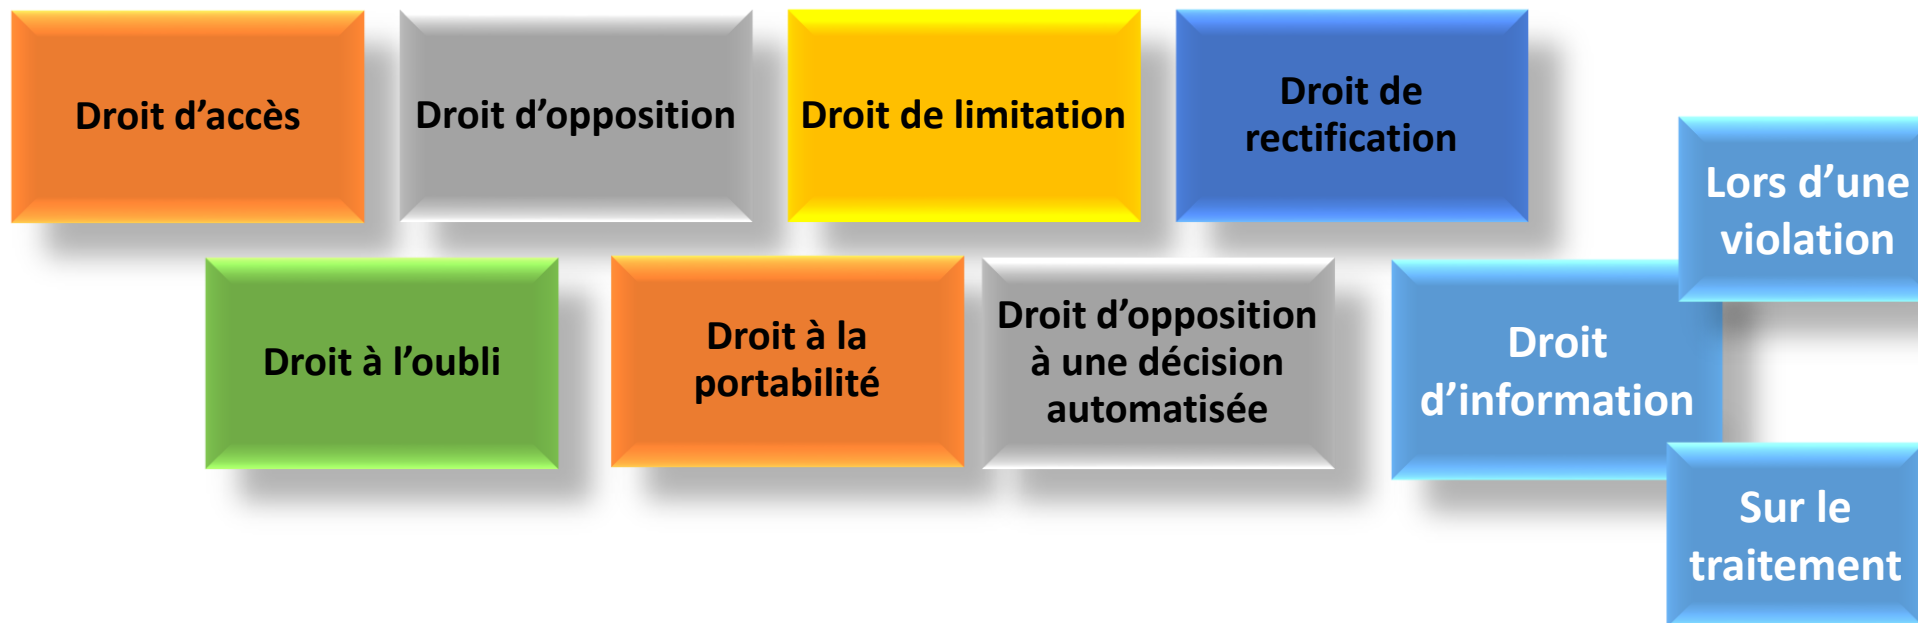 Droit d’accès
Droit d’opposition
Droit de limitation
Droit de
rectification
Lors d’une
violation
Droit à l’oubli
Droit à la
portabilité
Droit d’opposition
à une décision
automatisée
Droit
d’information
Sur le
traitement